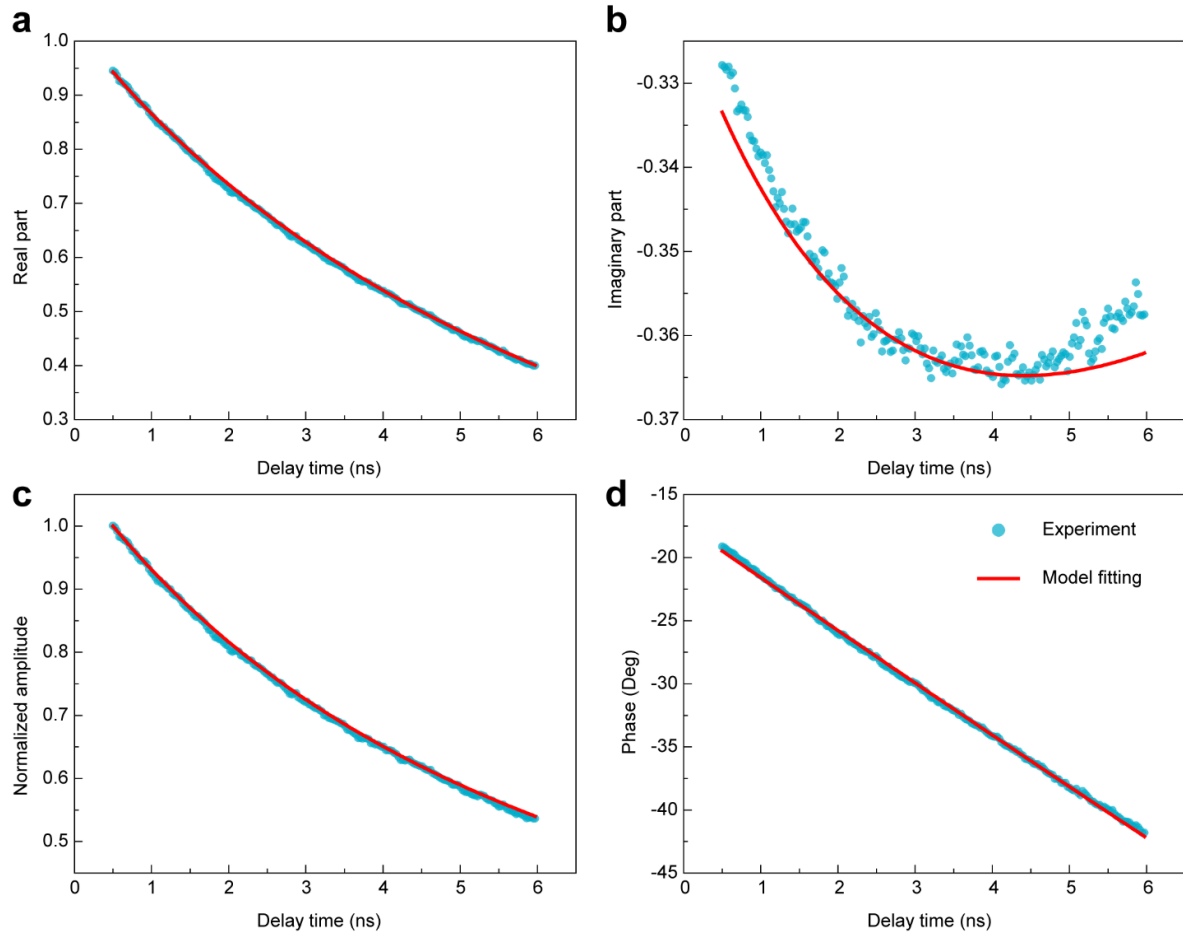 a
1.0
0.9
0.8
0.7
0.6
0.5
0.4
0.3
Real part
0 1 2 3 4 5 6
Delay time (ns)
b
-0.33
-0.34
-0.35
-0.36
-0.37
Imaginary part
0 1 2 3 4 5 6
Delay time (ns)
c
1.0
0.9
0.8
0.7
0.6
0.5
Normalized amplitude
0 1 2 3 4 5 6
Delay time (ns)
d
-15
-20
-25
-30
-35
-40
-45
Phase (Deg)
Experiment
Model fitting
0 1 2 3 4 5 6
Delay time (ns)